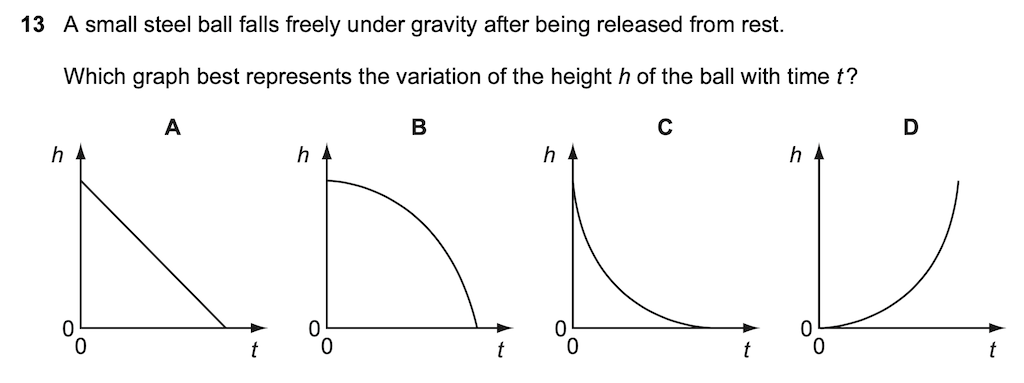 13 A small steel ball falls freely under gravity after being released from rest.
Which graph best represents the variation of the height h of the ball with time t?
A B C D
h h h h
0 0 0 0
0 t 0 t 0 t 0 t